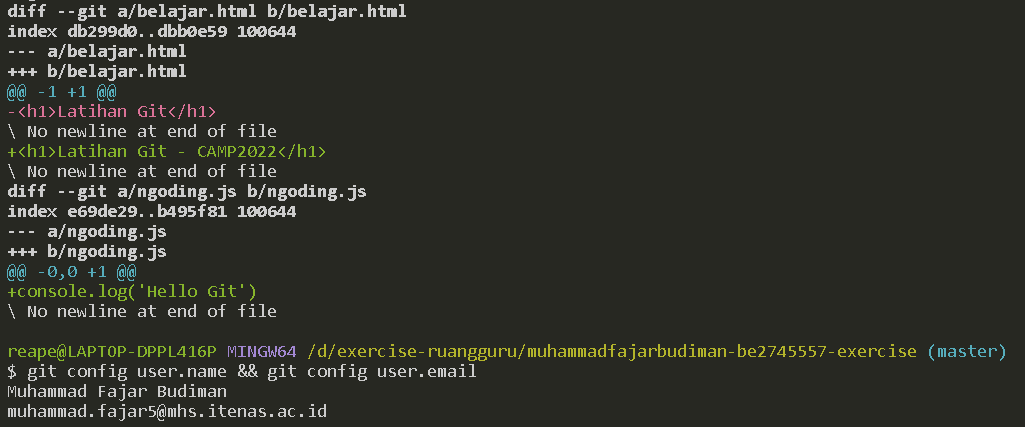 diff --git a/belajar.html b/belajar.html
index db299d0..dbb0e59 100644
--- a/belajar.html
+++ b/belajar.html
@@ -1 +1 @@
-<h1>Latihan Git</h1>
\ No newline at end of file
+<h1>Latihan Git - CAMP2022</h1>
\ No newline at end of file
diff --git a/ngoding.js b/ngoding.js
index e69de29..b495f81 100644
--- a/ngoding.js
+++ b/ngoding.js
@@ -0,0 +1 @@
+console.log('Hello Git')
\ No newline at end of file
reape@LAPTOP-DPPL416P MINGW64 /d/exercise-ruangguru/muhammadfajarbudiman-be2745557-exercise (master)
$ git config user.name && git config user.email
Muhammad Fajar Budiman
muhammad.fajar5@mhs.itenas.ac.id